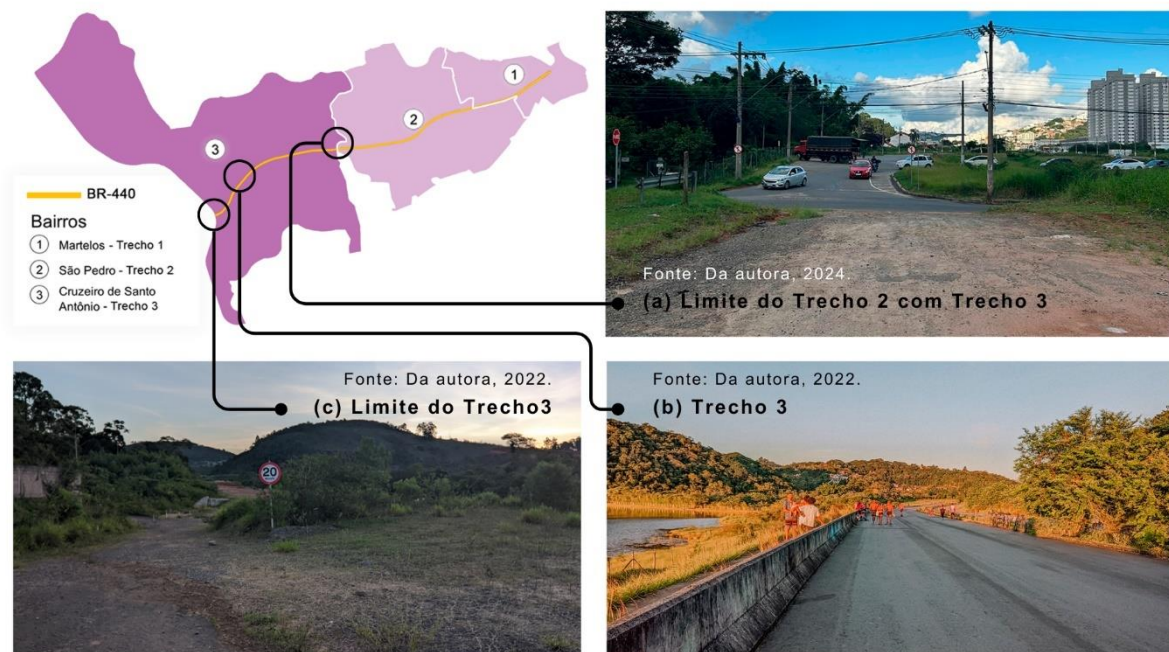 1
2
3
BR-440
Bairros
1 Martelos - Trecho 1
2 São Pedro - Trecho 2
3 Cruzeiro de Santo
Antônio - Trecho 3
Fonte: Da autora, 2024.
(a) Limite do Trecho 2 com Trecho 3
Fonte: Da autora, 2022.
(c) Limite do Trecho3
20
Fonte: Da autora, 2022.
(b) Trecho 3